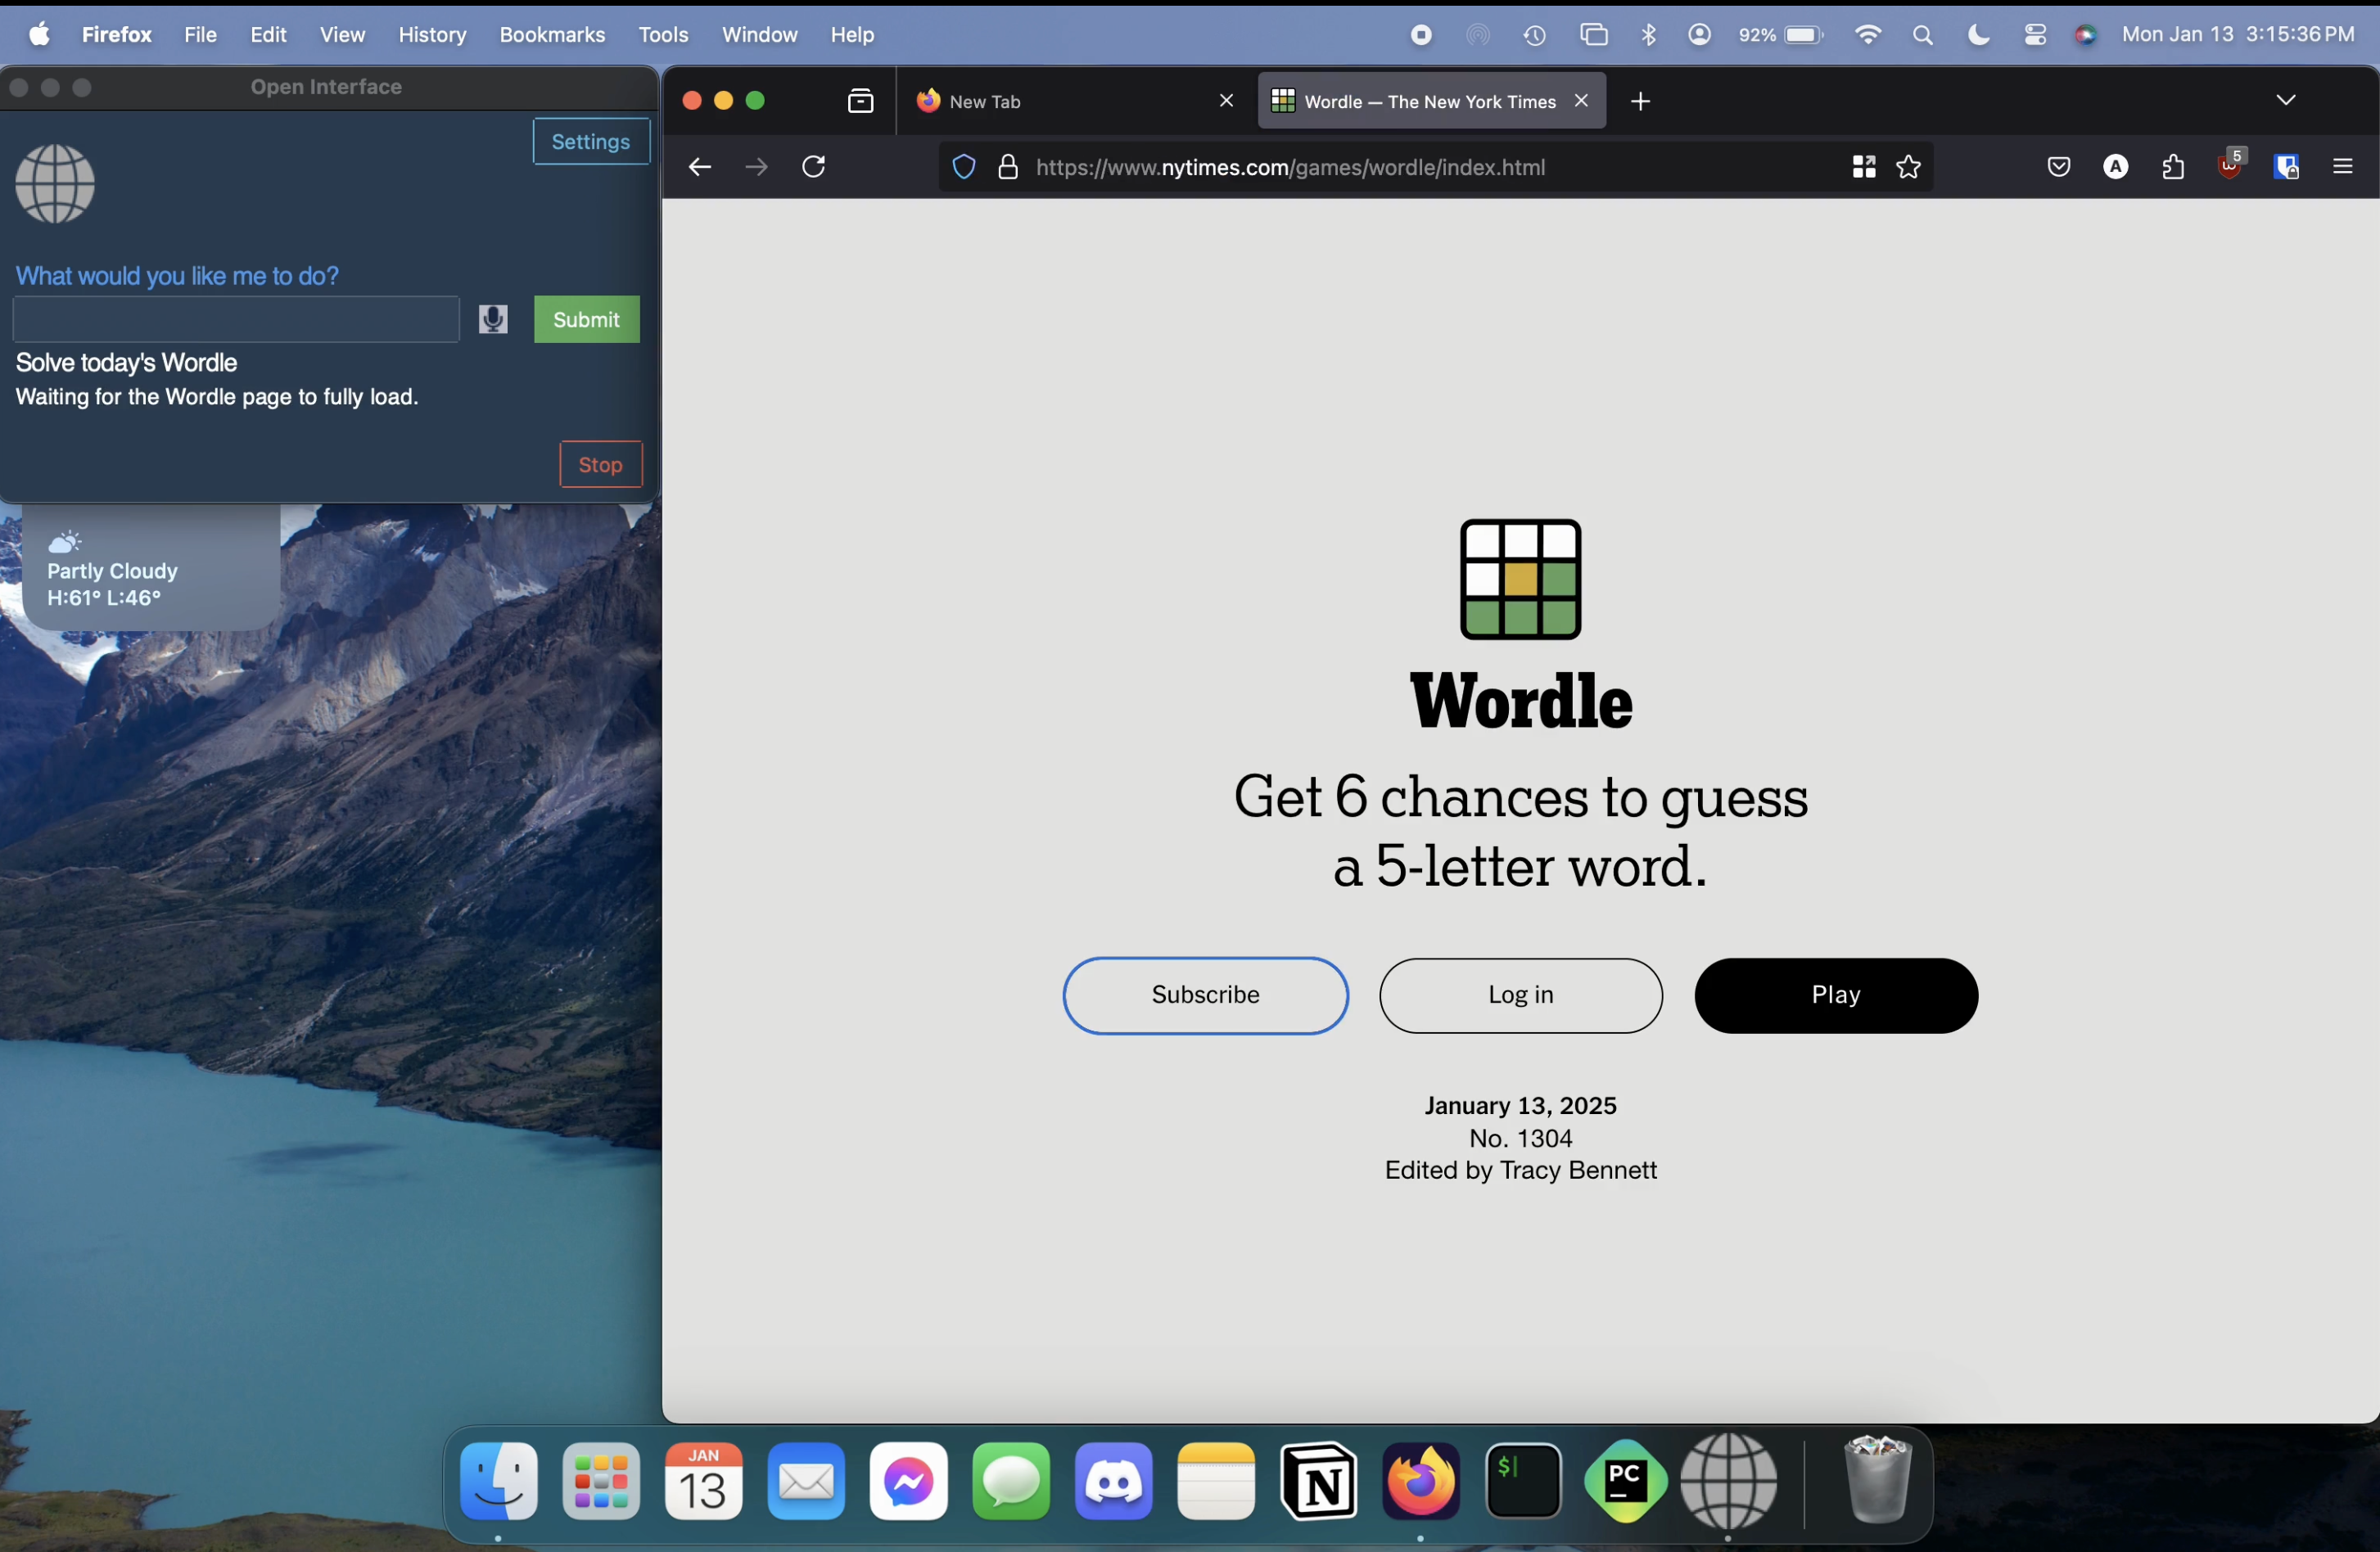 Firefox File Edit View History Bookmarks Tools Window Help 92% Mon Jan 13 3:15:36 PM
Open Interface
Settings
What would you like me to do?
Submit
Solve today's Wordle
Waiting for the Wordle page to fully load.
Stop
Partly Cloudy
H:61° L:46°
New Tab
Wordle — The New York Times
https://www.nytimes.com/games/wordle/index.html
A
5
Wordle
Get 6 chances to guess
a 5-letter word.
Subscribe
Log in
Play
January 13, 2025
No. 1304
Edited by Tracy Bennett
JAN
13
N
$
PC